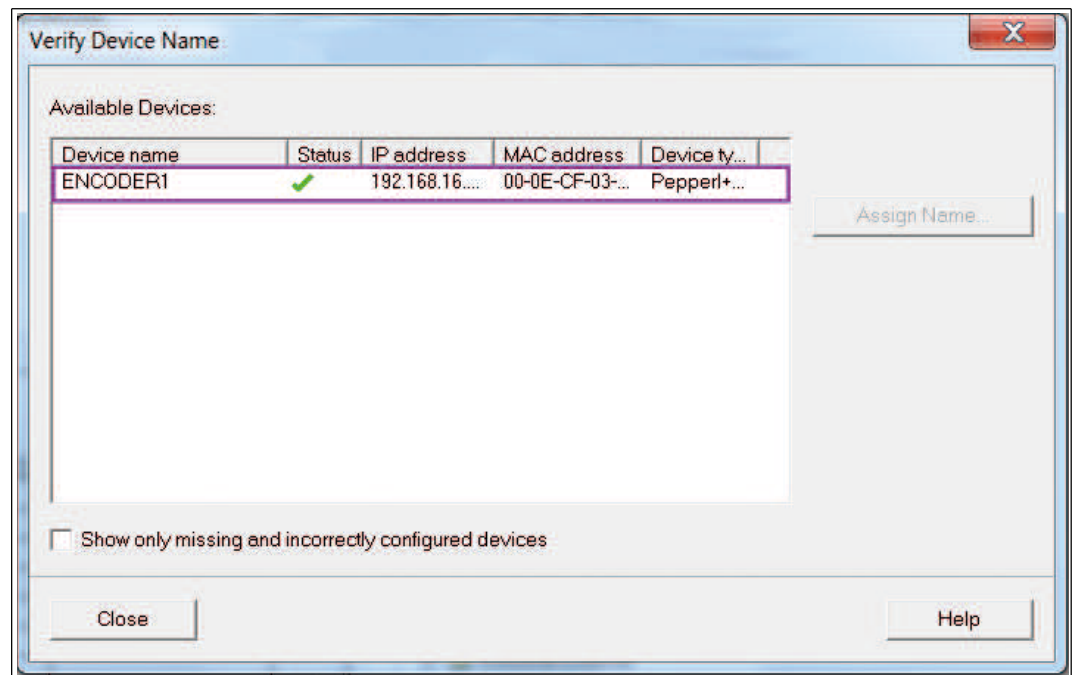 Verify Device Name
Available Devices:
Device name Status IP address MAC address Device ty...
ENCODER1 192.168.16.... 00-0E-CF-03-... Pepperl+...
Assign Name...
Show only missing and incorrectly configured devices
Close Help